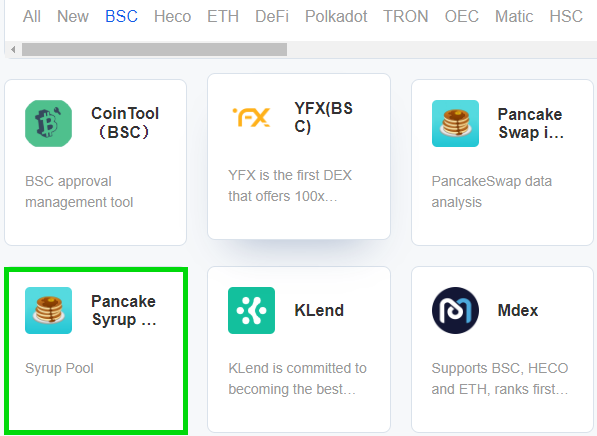 All New BSC Heco ETH DeFi Polkadot TRON OEC Matic HSC
CoinTool
（BSC）
BSC approval
management tool
YFX
YFX(BS
C)
YFX is the first DEX
that offers 100x...
Pancake
Swap i...
PancakeSwap data
analysis
Pancake
Syrup ...
Syrup Pool
KLend
KLend is committed to
becoming the best...
Mdex
Supports BSC, HECO
and ETH, ranks first...